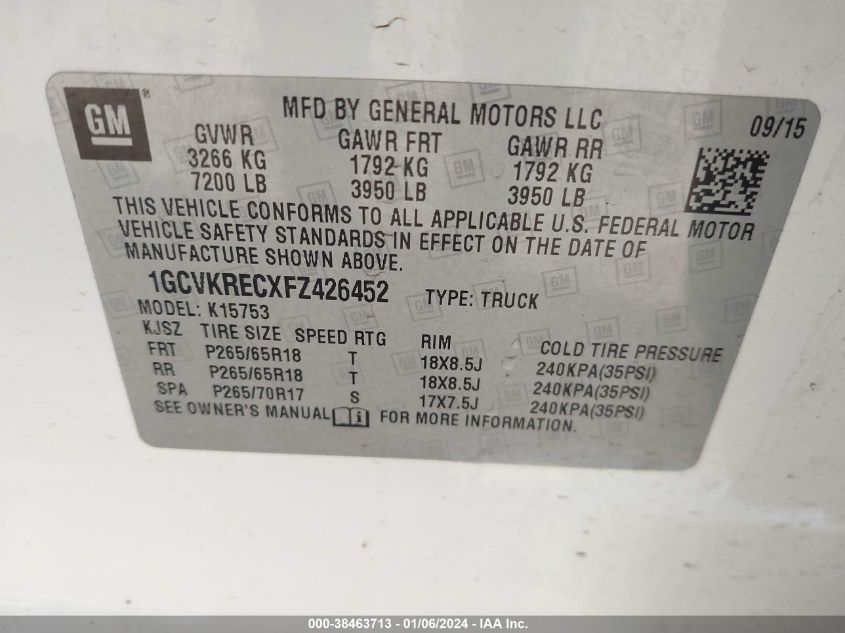 GM ®
MFD BY GENERAL MOTORS LLC
09/15
GVWR GAWR FRT GAWR RR
3266 KG 1792 KG 1792 KG
7200 LB 3950 LB 3950 LB
THIS VEHICLE CONFORMS TO ALL APPLICABLE U.S. FEDERAL MOTOR
VEHICLE SAFETY STANDARDS IN EFFECT ON THE DATE OF
MANUFACTURE SHOWN ABOVE.
1GCVKRECXFZ426452 TYPE: TRUCK
MODEL: K15753
KJSZ TIRE SIZE SPEED RTG RIM COLD TIRE PRESSURE
FRT P265/65R18 T 18X8.5J 240KPA(35PSI)
RR P265/65R18 T 18X8.5J 240KPA(35PSI)
SPA P265/70R17 S 17X7.5J 240KPA(35PSI)
SEE OWNER'S MANUAL FOR MORE INFORMATION.
000-38463713 - 01/06/2024 - IAA Inc.